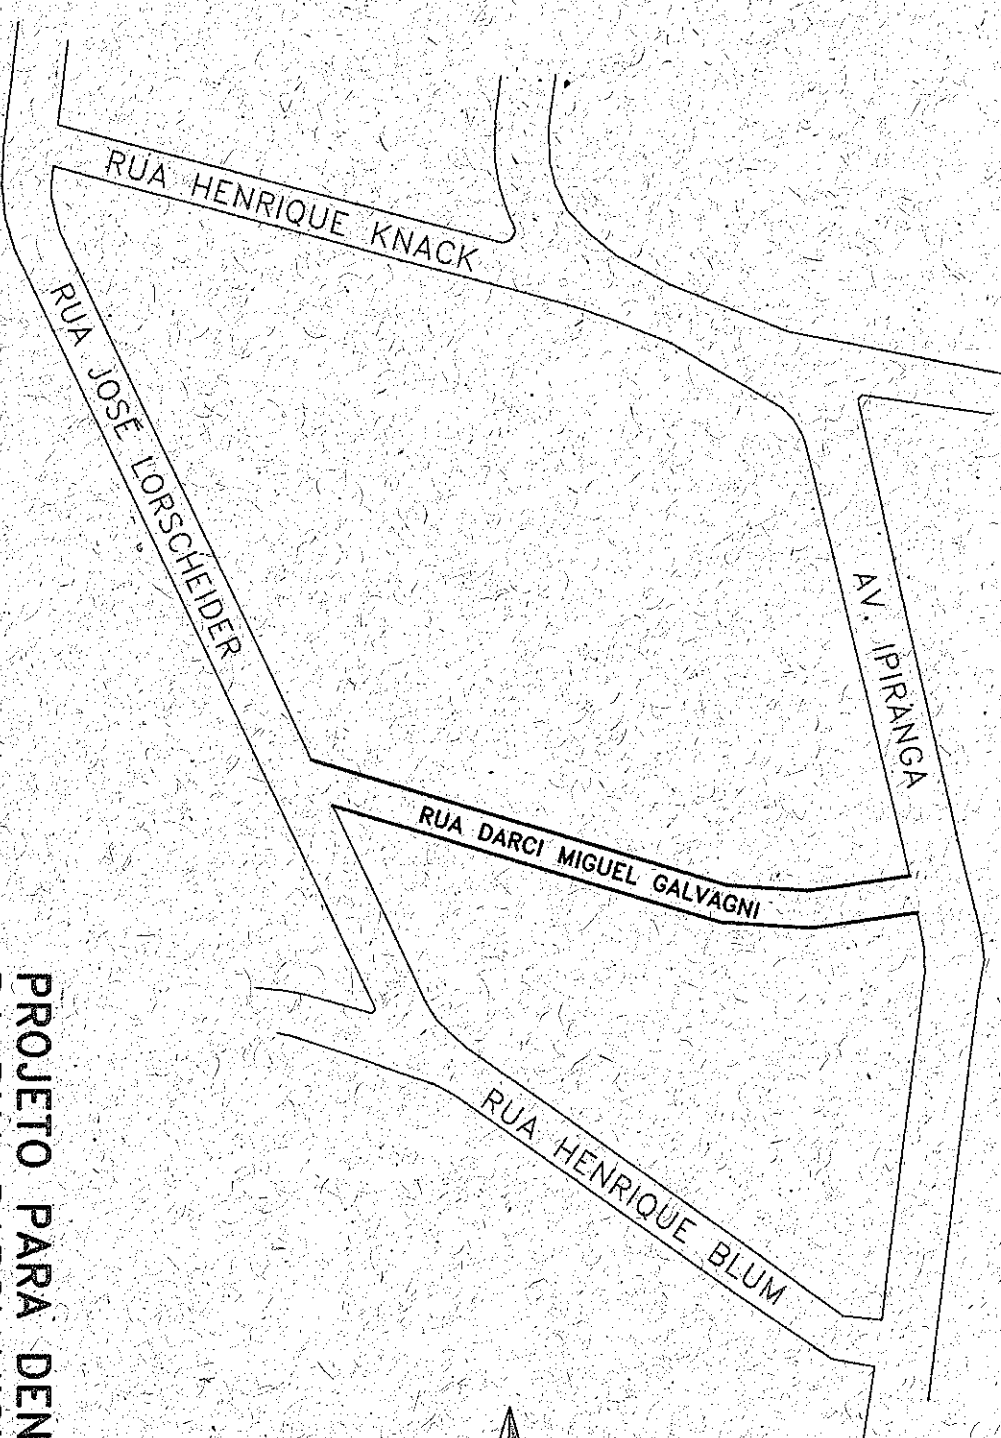 RUA HENRIQUE KNACK
RUA JOSÉ LORSCHEIDER
AV. IPIRANGA
RUA DARCI MIGUEL GALVAGNI
RUA HENRIQUE BLUM
PROJETO PARA DEN